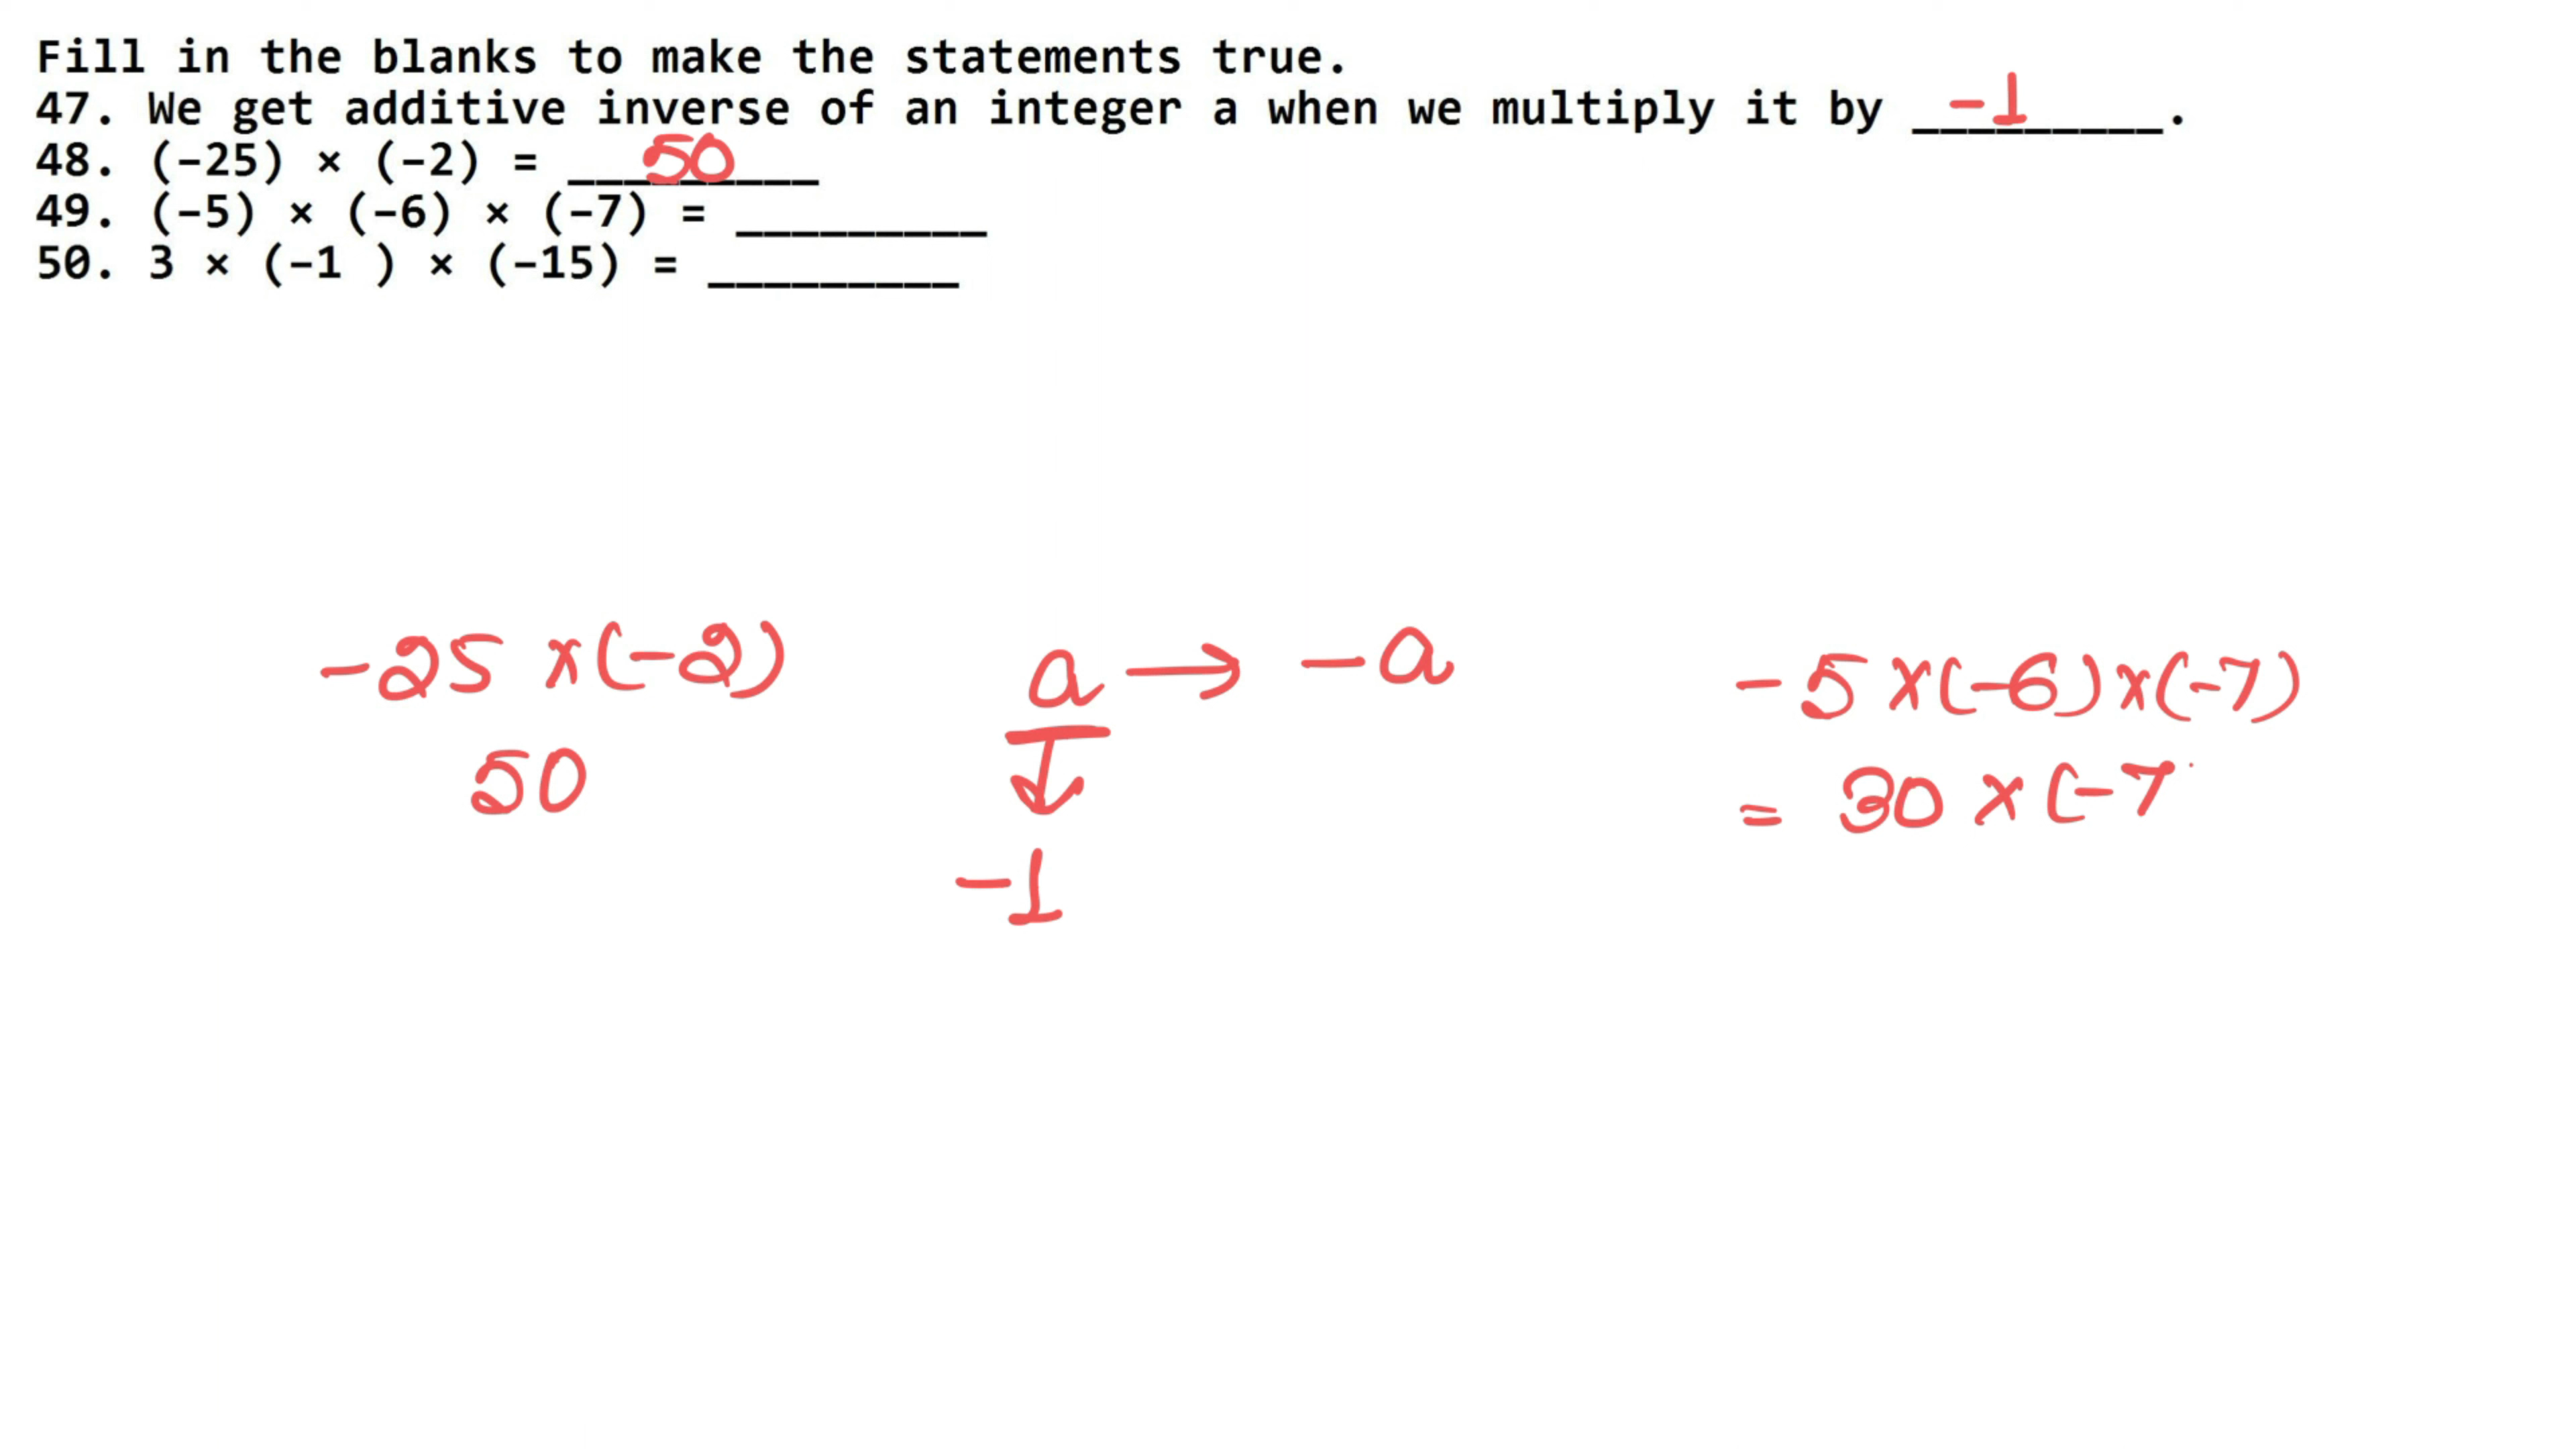 Fill in the blanks to make the statements true.
47. We get additive inverse of an integer a when we multiply it by -1.
48. (-25) × (-2) = 50
49. (-5) × (-6) × (-7) = _________
50. 3 × (-1 ) × (-15) = _________
-25 ×(-2)
50
a → -a
↓
-1
-5 ×(-6)×(-7)
= 30 × (-7